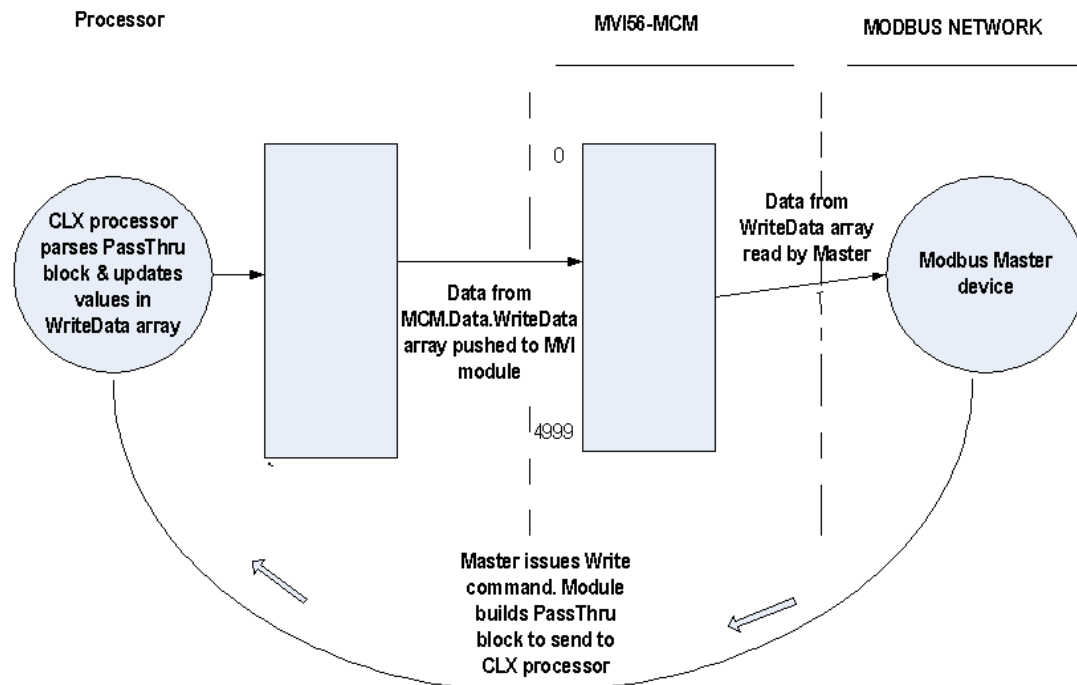 Processor
MVI56-MCM
MODBUS NETWORK
0
CLX processor
parses PassThru
block & updates
values in
WriteData array
Data from
MCM.Data.WriteData
array pushed to MVI
module
Data from
WriteData array
read by Master
Modbus Master
device
4999
Master issues Write
command. Module
builds PassThru
block to send to
CLX processor